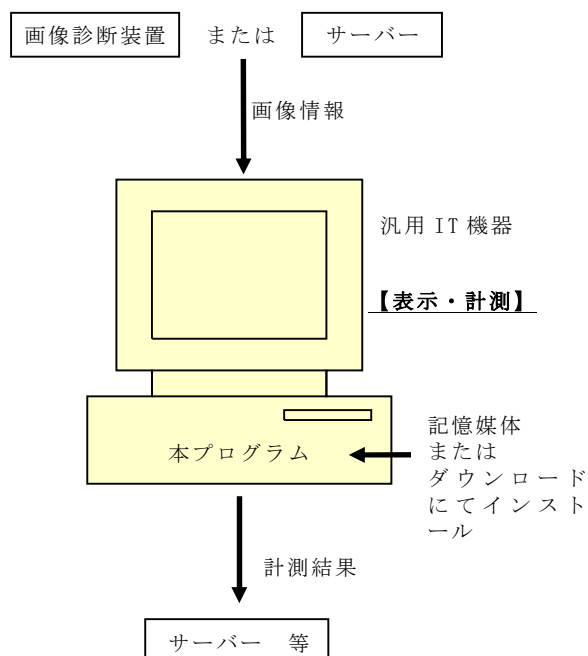 画像診断装置 または サーバー
画像情報
汎用IT機器
【表示・計測】
本プログラム
記憶媒体
または
ダウンロード
にてインスト
ール
計測結果
サーバー 等